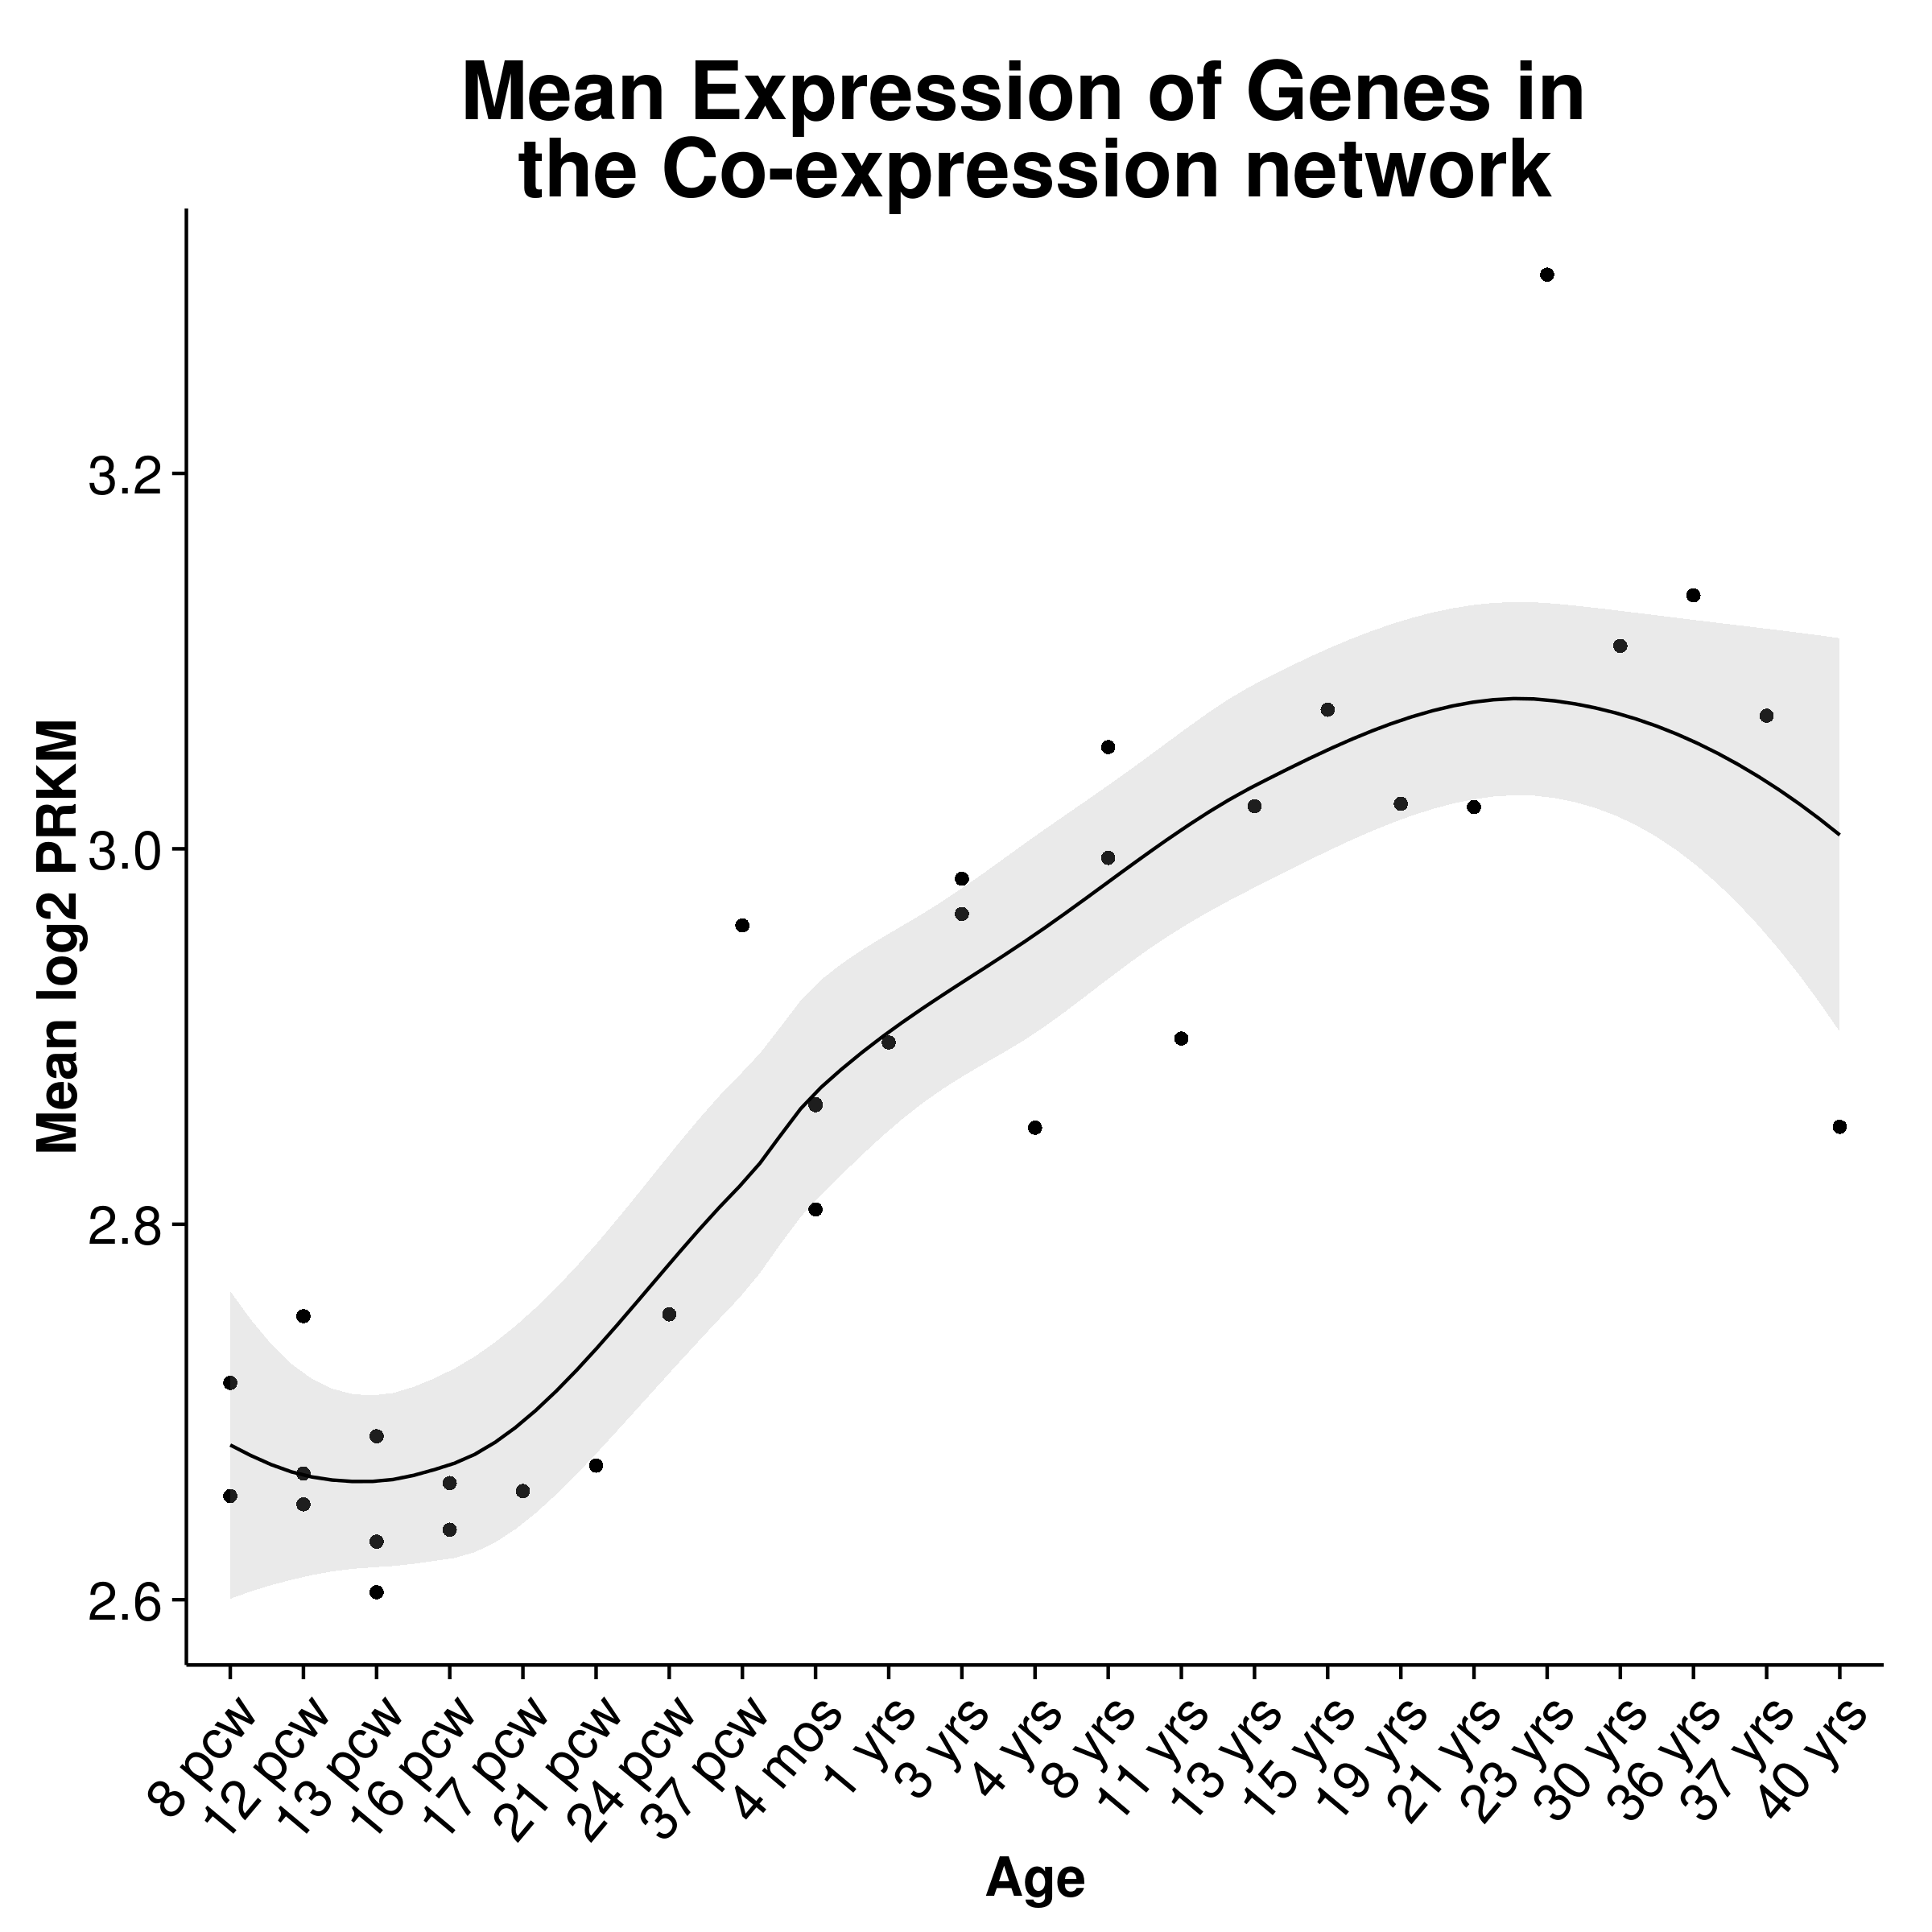 Mean Expression of Genes in
the Co-expression network
Mean log2 PRKM
3.2
3.0
2.8
2.6
8 pcw
12 pcw
13 pcw
16 pcw
17 pcw
21 pcw
24 pcw
37 pcw
4 mos
1 yrs
3 yrs
4 yrs
8 yrs
11 yrs
13 yrs
15 yrs
19 yrs
21 yrs
23 yrs
30 yrs
36 yrs
37 yrs
40 yrs
Age